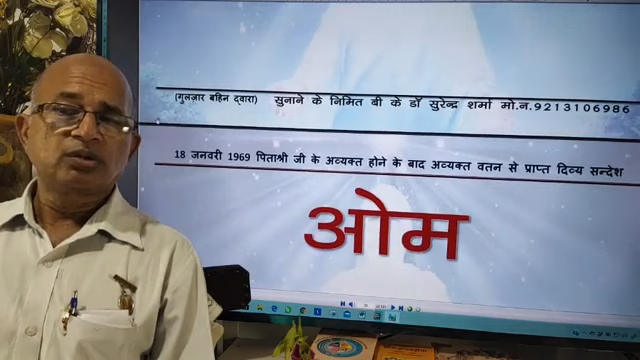 (गुलज़ार बहिन द्वारा) सुनाने के निमित बी के डॉ सुरेन्द्र शर्मा मो.न.9213106986
18 जनवरी 1969 पिताश्री जी के अव्यक्त होने के बाद अव्यक्त वतन से प्राप्त दिव्य सन्देश
ओम